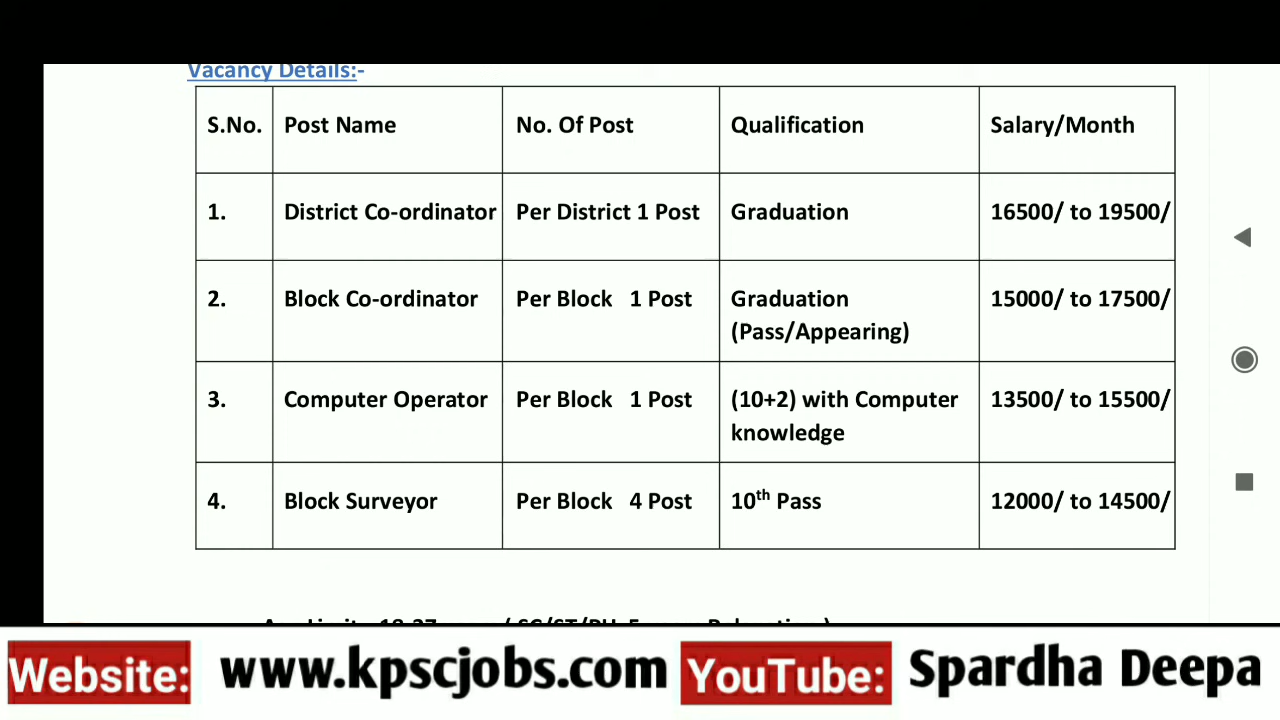 Vacancy Details:-
S.No. Post Name No. Of Post Qualification Salary/Month
1. District Co-ordinator Per District 1 Post Graduation 16500/ to 19500/
2. Block Co-ordinator Per Block 1 Post Graduation 15000/ to 17500/
(Pass/Appearing)
3. Computer Operator Per Block 1 Post (10+2) with Computer 13500/ to 15500/
knowledge
4. Block Surveyor Per Block 4 Post 10th Pass 12000/ to 14500/
Website: www.kpscjobs.com YouTube: Spardha Deepa